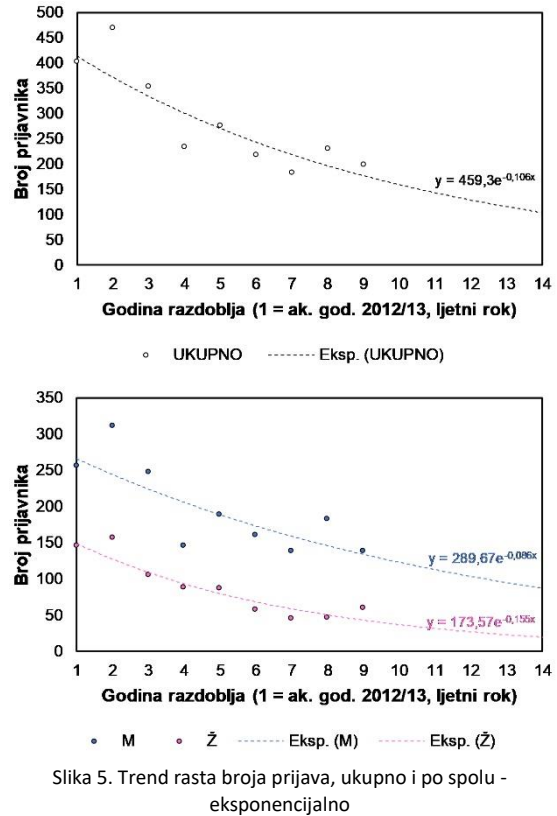 500
450
400
350
300
250
200
150
100
50
0
Broj prijavnika
y = 459,3e-0,106x
1 2 3 4 5 6 7 8 9 10 11 12 13 14
Godina razdoblja (1 = ak. god. 2012/13, ljetni rok)
UKUPNO Eksp. (UKUPNO)
350
300
250
200
150
100
50
0
Broj prijavnika
y = 289,67e-0,086x
y = 173,57e-0,155x
1 2 3 4 5 6 7 8 9 10 11 12 13 14
Godina razdoblja (1 = ak. god. 2012/13, ljetni rok)
M Ž Eksp. (M) Eksp. (Ž)
Slika 5. Trend rasta broja prijava, ukupno i po spolu -
eksponencijalno